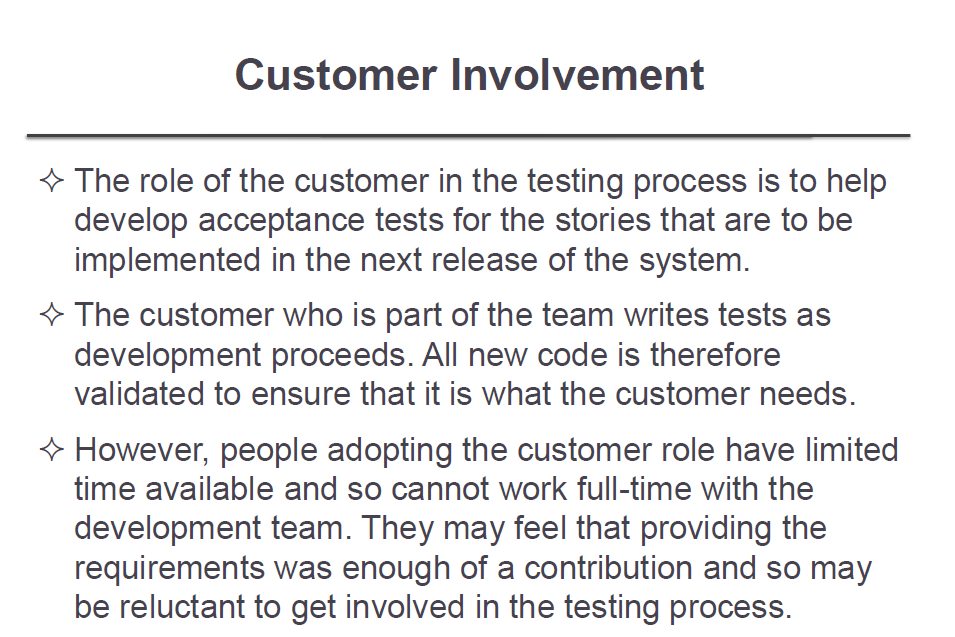 Customer Involvement
✧ The role of the customer in the testing process is to help
develop acceptance tests for the stories that are to be
implemented in the next release of the system.
✧ The customer who is part of the team writes tests as
development proceeds. All new code is therefore
validated to ensure that it is what the customer needs.
✧ However, people adopting the customer role have limited
time available and so cannot work full-time with the
development team. They may feel that providing the
requirements was enough of a contribution and so may
be reluctant to get involved in the testing process.